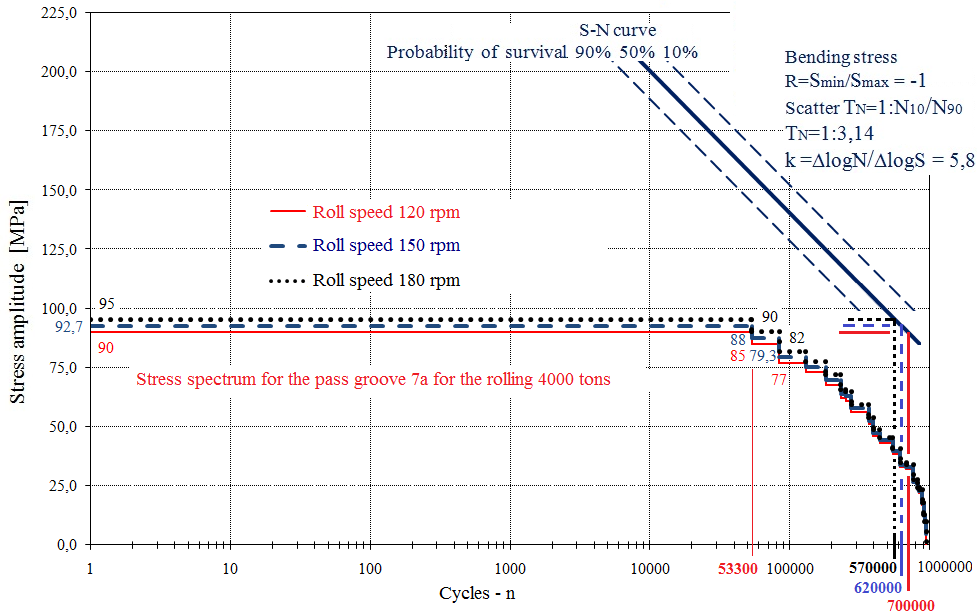 225,0
200,0
175,0
150,0
125,0
100,0
75,0
50,0
25,0
0,0
Stress amplitude [MPa]
S-N curve
Probability of survival 90% 50% 10%
Bending stress
R=Smin/Smax = -1
Scatter TN=1:N10/N90
TN=1:3,14
k =ΔlogN/ΔlogS = 5,8
Roll speed 120 rpm
Roll speed 150 rpm
Roll speed 180 rpm
95
92,7
90
90
88
82
85
79,3
77
Stress spectrum for the pass groove 7a for the rolling 4000 tons
1
10
100
1000
10000
53300
100000
570000
1000000
620000
700000
Cycles - n